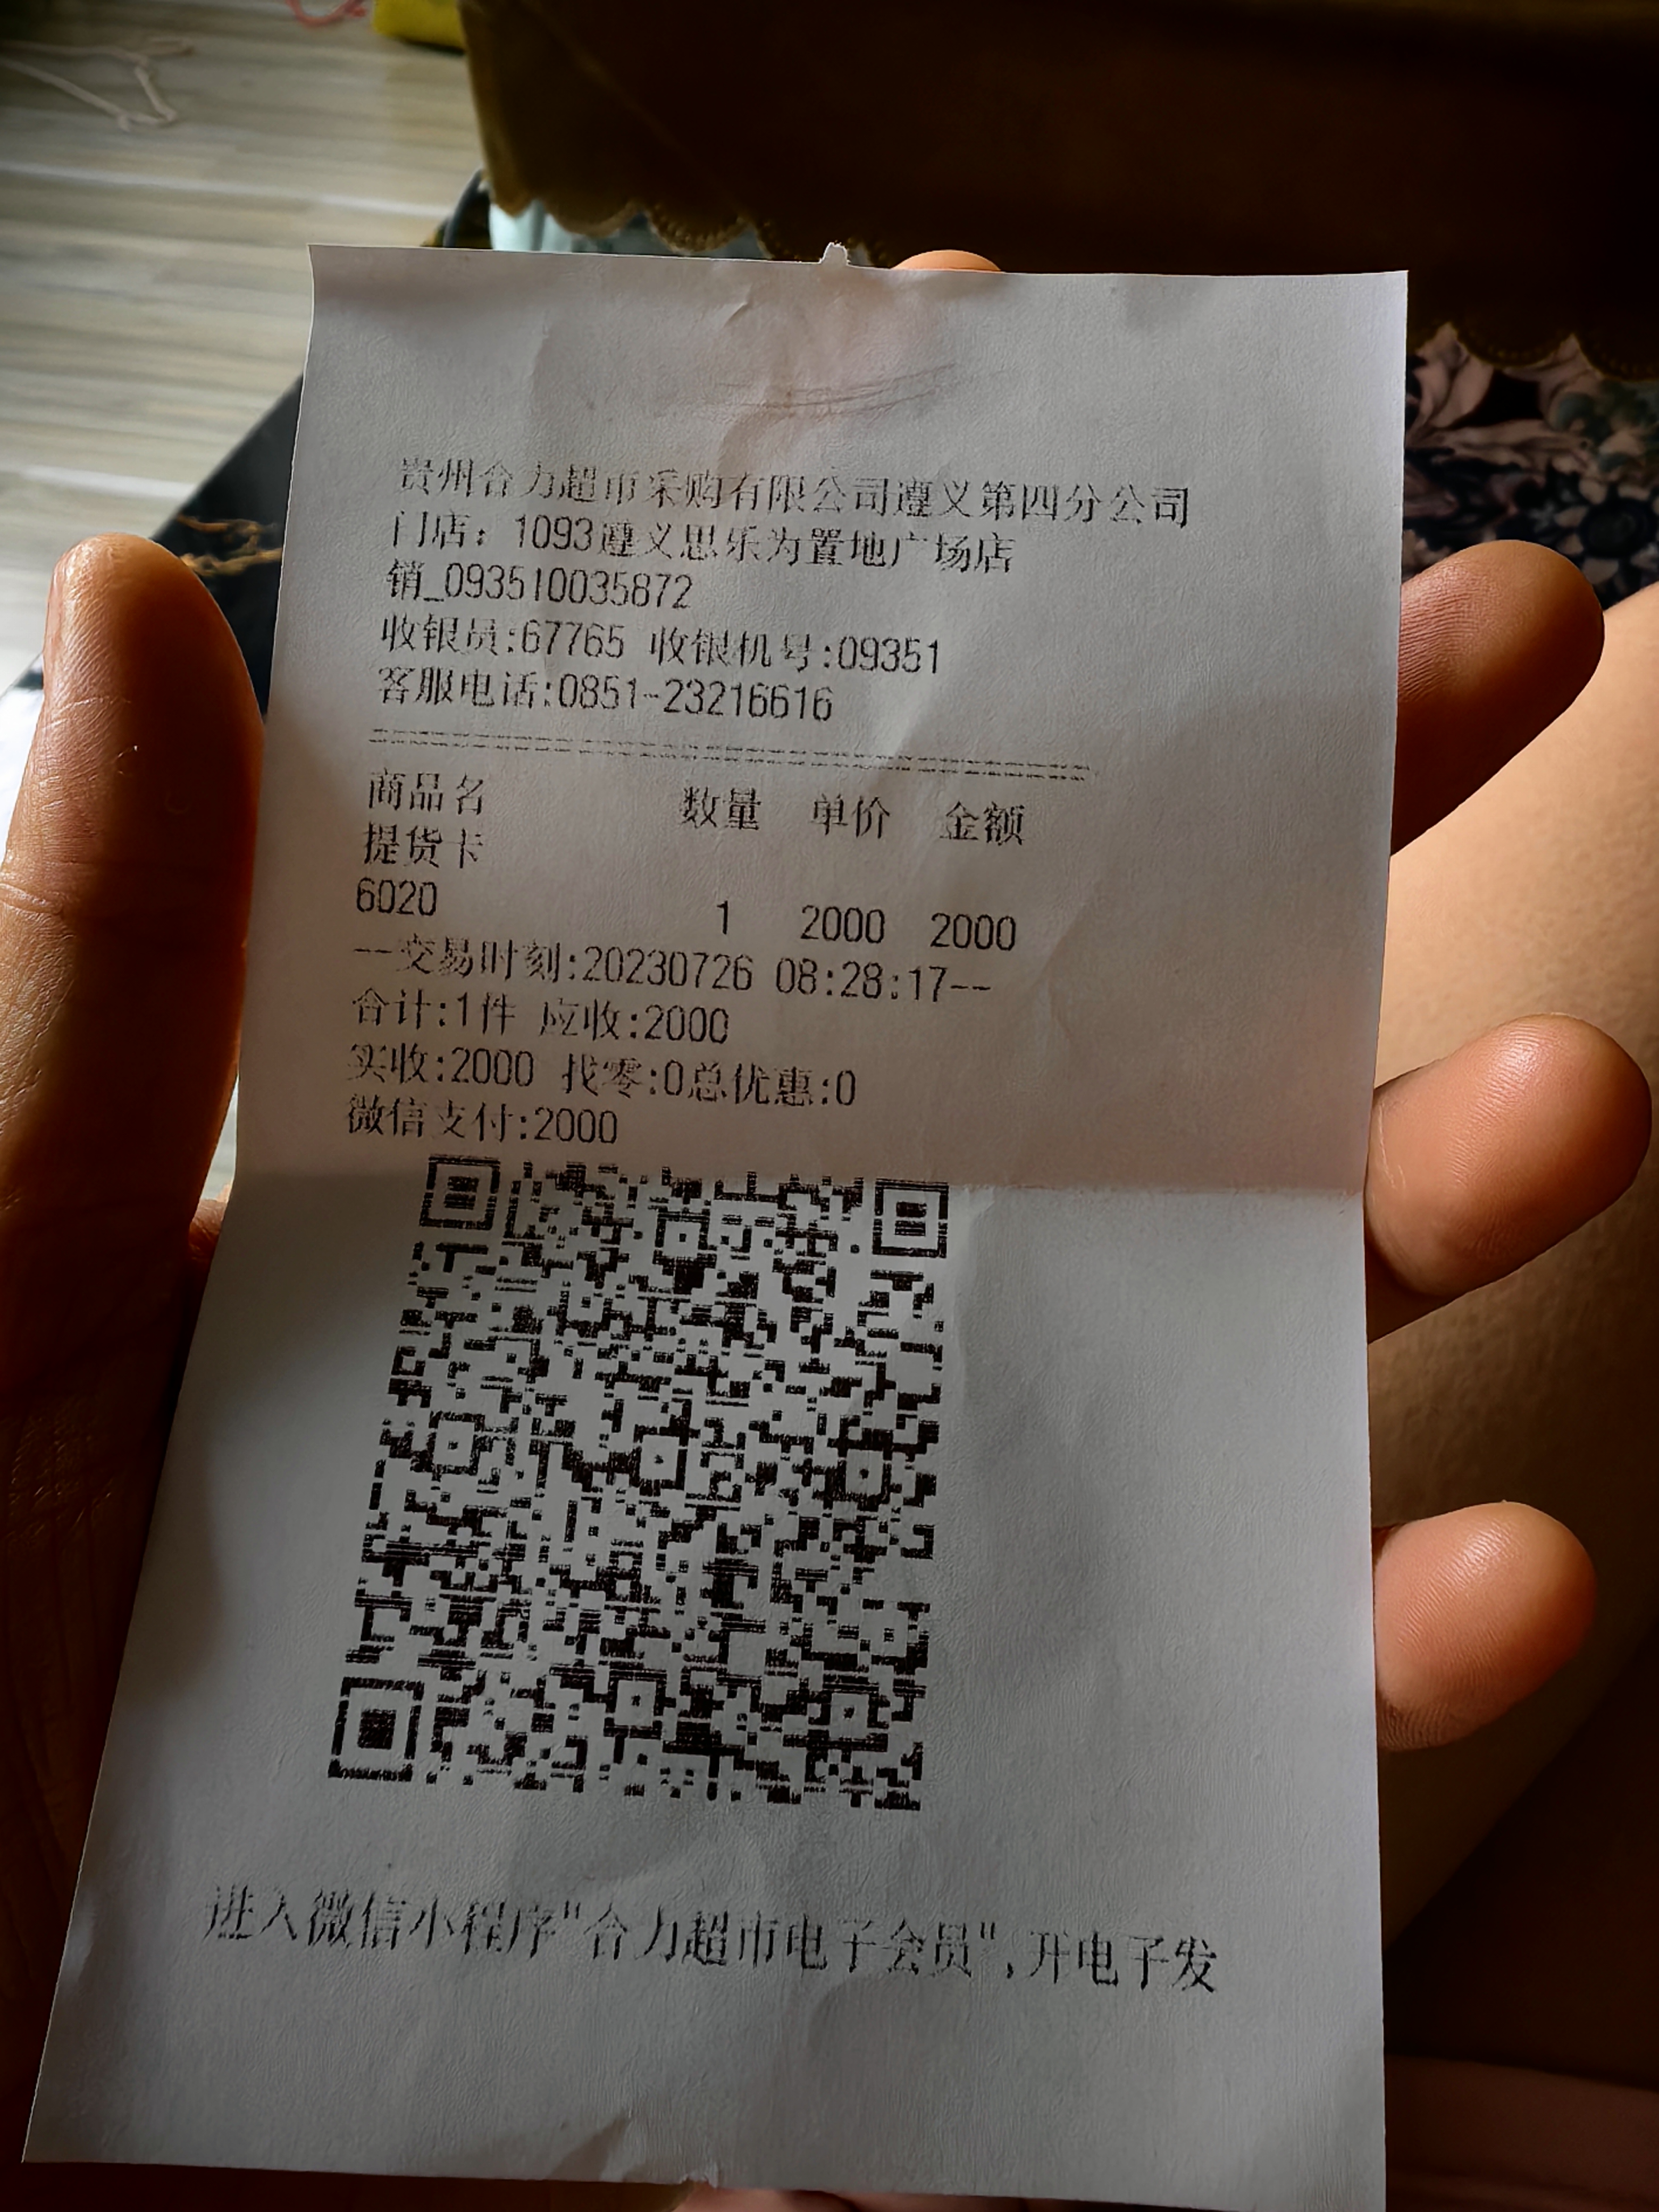 贵州合力超市采购有限公司遵义第四分公司
门店：1093遵义思乐为置地广场店
销_093510035872
收银员:67765 收银机号:09351
客服电话:0851-23216616
商品名 数量 单价 金额
提货卡
6020 1 2000 2000
--交易时刻:20230726 08:28:17--
合计:1件 应收:2000
实收:2000 找零:0总优惠:0
微信支付:2000
进入微信小程序"合力超市电子会员",开电子发